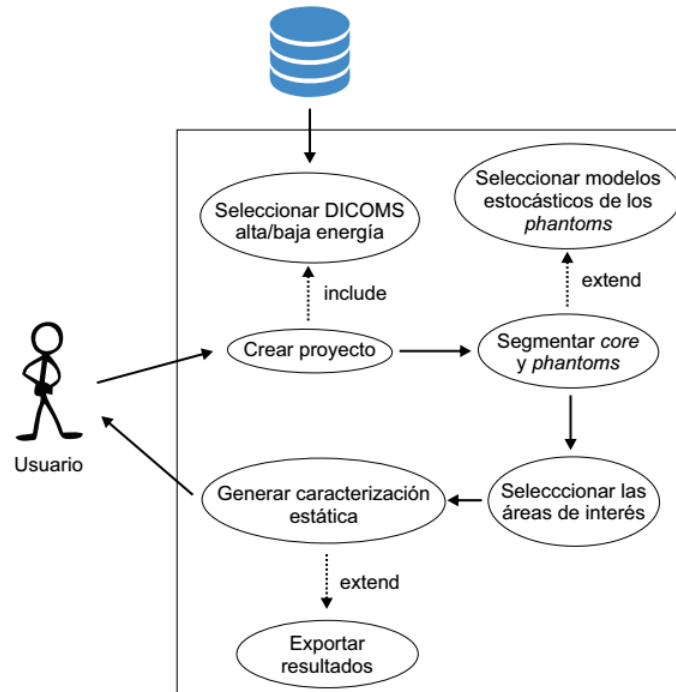 Seleccionar DICOMS
alta/baja energía
Seleccionar modelos
estocásticos de los
phantoms
include
extend
Crear proyecto
Segmentar core
y phantoms
Usuario
Generar caracterización
estática
Selecccionar las
áreas de interés
extend
Exportar
resultados